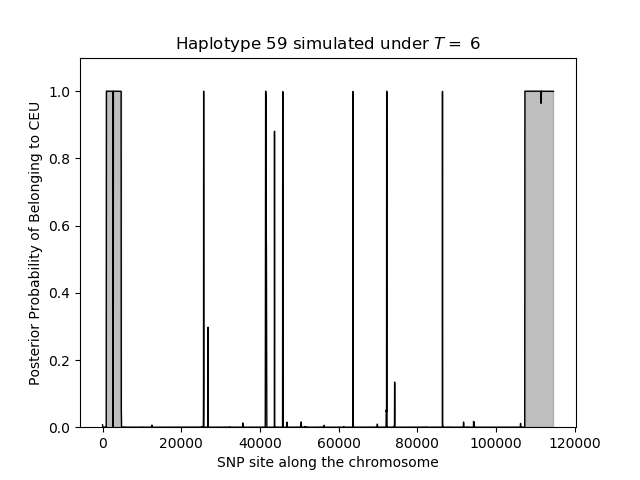 Haplotype 59 simulated under T = 6
Posterior Probability of Belonging to CEU
1.0
0.8
0.6
0.4
0.2
0.0
0 20000 40000 60000 80000 100000 120000
SNP site along the chromosome